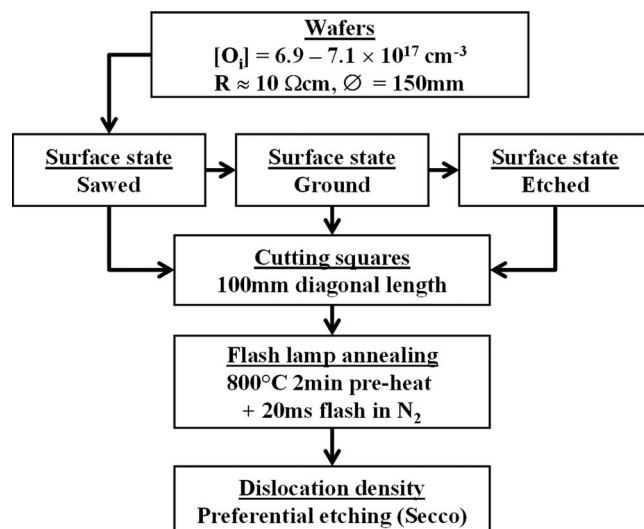 Wafers
[Oᵢ] = 6.9 – 7.1 × 10¹⁷ cm⁻³
R ≈ 10 Ωcm, ∅ = 150mm
Surface state
Sawed
Surface state
Ground
Surface state
Etched
Cutting squares
100mm diagonal length
Flash lamp annealing
800°C 2min pre-heat
+ 20ms flash in N₂
Dislocation density
Preferential etching (Secco)